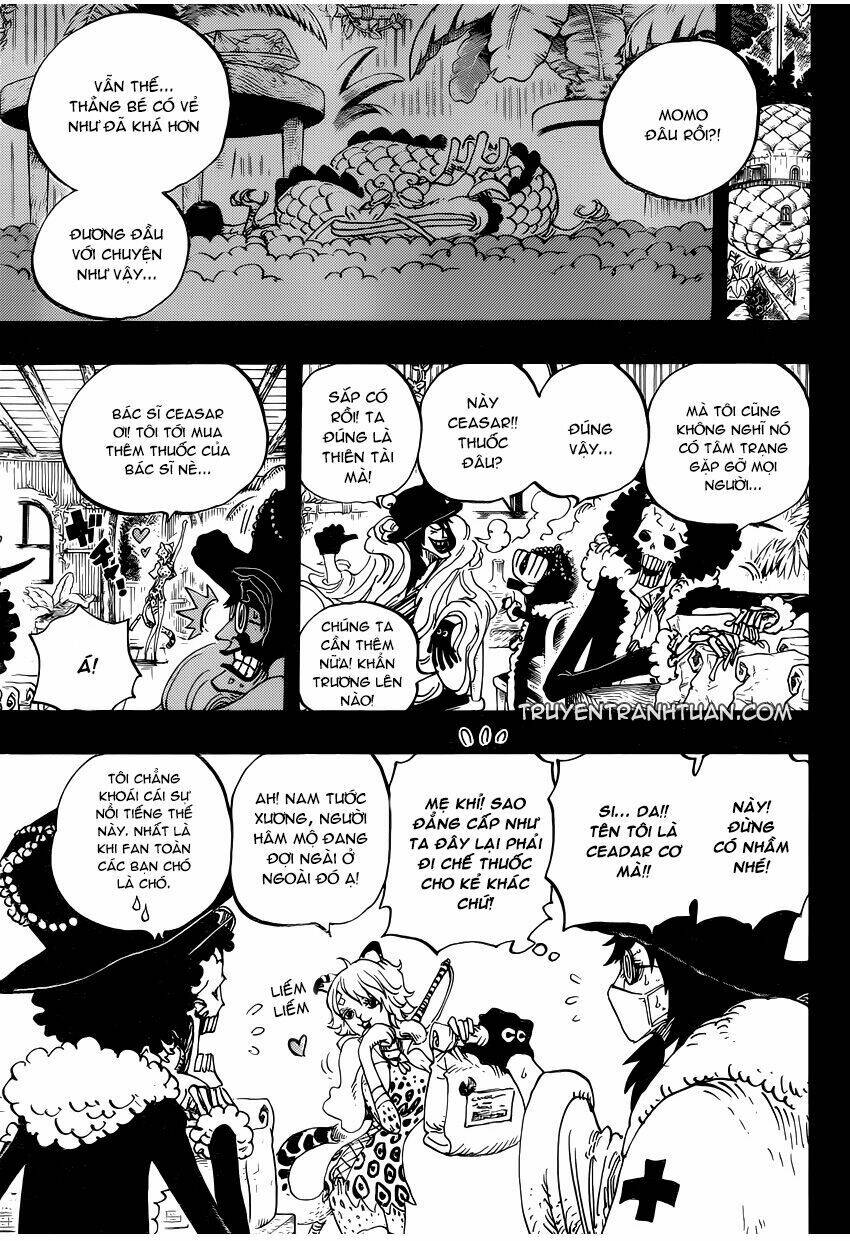 MOMO
ĐÂU RỒI?!
VẪN THẾ...
THẰNG BÉ CÓ VẺ
NHƯ ĐÃ KHÁ HƠN
ĐƯƠNG ĐẦU
VỚI CHUYỆN
NHƯ VẬY...
MÀ TÔI CŨNG
KHÔNG NGHĨ NÓ
CÓ TÂM TRẠNG
GẶP GỠ MỌI
NGƯỜI...
ĐÚNG
VẬY...
NÀY
CEASAR!!
THUỐC
ĐÂU?
SẮP CÓ
RỒI! TA
ĐÚNG LÀ
THIÊN TÀI
MÀ!
CHÚNG TA
CẦN THÊM
NỮA! KHẨN
TRƯƠNG LÊN
NÀO!
BÁC SĨ CEASAR
ƠI! TÔI TỚI MUA
THÊM THUỐC CỦA
BÁC SĨ NÈ...
Á!
TRUYENTRANHTUAN.COM
NÀY!
ĐỪNG
CÓ NHẦM
NHÉ!
SI... DA!!
TÊN TÔI LÀ
CEADAR CƠ
MÀ!!
MẸ KHỈ! SAO
ĐẲNG CẤP NHƯ
TA ĐÂY LẠI PHẢI
ĐI CHẾ THUỐC
CHO KẺ KHÁC
CHỨ!
AH! NAM TƯỚC
XƯƠNG, NGƯỜI
HÂM MỘ ĐANG
ĐỢI NGÀI Ở
NGOÀI ĐÓ Ạ!
TÔI CHẲNG
KHOÁI CÁI SỰ
NỔI TIẾNG THẾ
NÀY. NHẤT LÀ
KHI FAN TOÀN
CÁC BẠN CHÓ
LÀ CHÓ.
LIẾM
LIẾM
CC